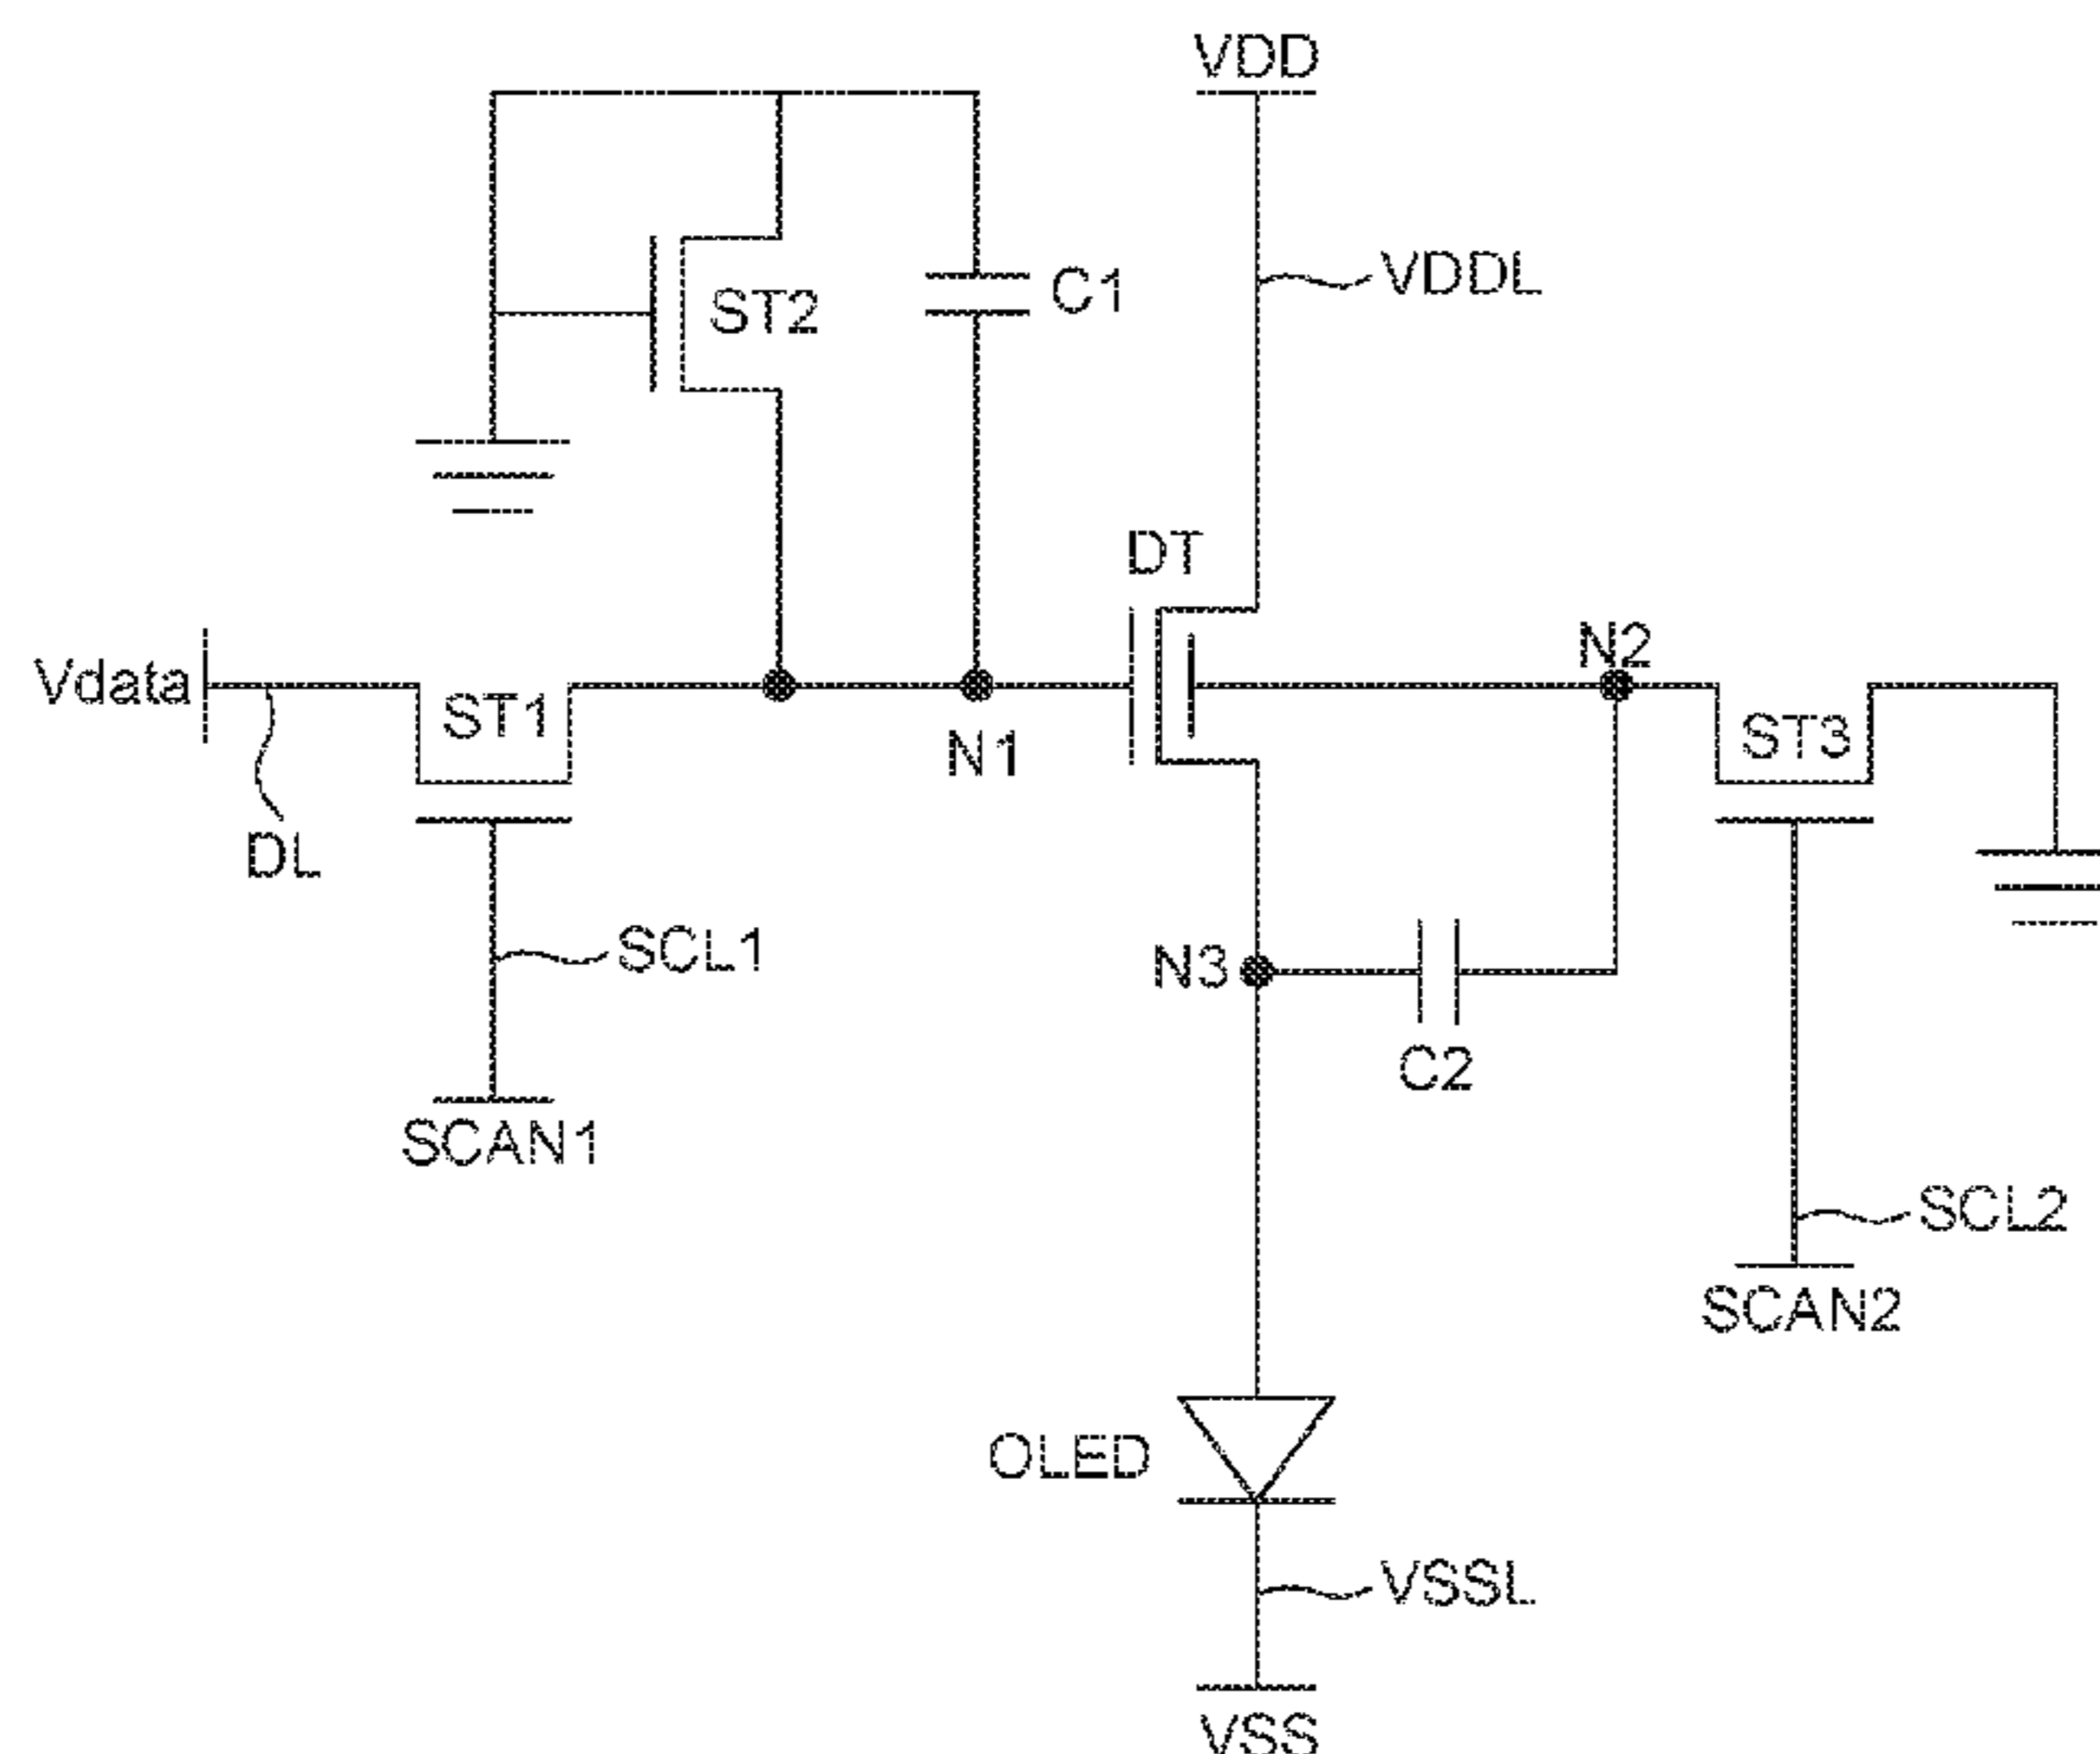 VDD
VDDL
C1
ST2
DT
N2
Vdata
ST1
ST3
N1
DL
SCL1
N3
C2
SCAN1
SCL2
SCAN2
OLED
VSSL
VSS